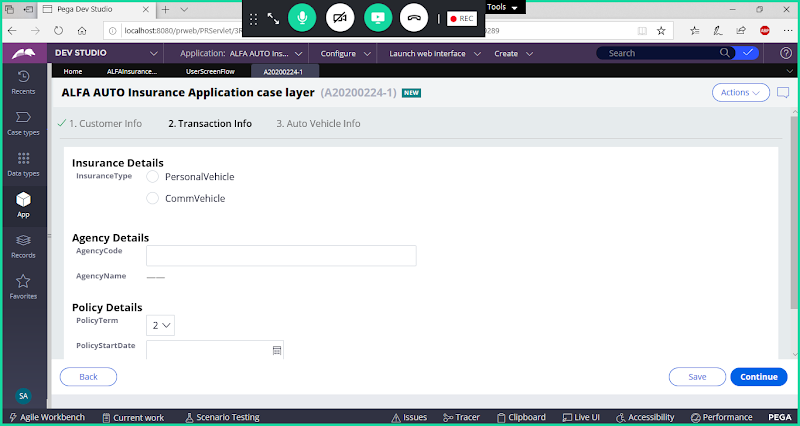 Pega Dev Studio
Tools
REC
localhost:8080/prweb/PRServlet/3R
0289
ABP
DEV STUDIO
Application: ALFA AUTO Ins...
Configure
Launch web interface
Create
Search
Home
ALFAInsurance...
UserScreenFlow
A20200224-1
Recents
Case types
Data types
App
Records
Favorites
SA
ALFA AUTO Insurance Application case layer (A20200224-1) NEW
Actions
1. Customer Info
2. Transaction Info
3. Auto Vehicle Info
Insurance Details
InsuranceType
PersonalVehicle
CommVehicle
Agency Details
AgencyCode
AgencyName
——
Policy Details
PolicyTerm
2
PolicyStartDate
Back
Save
Continue
Agile Workbench
Current work
Scenario Testing
Issues
Tracer
Clipboard
Live UI
Accessibility
Performance
PEGA